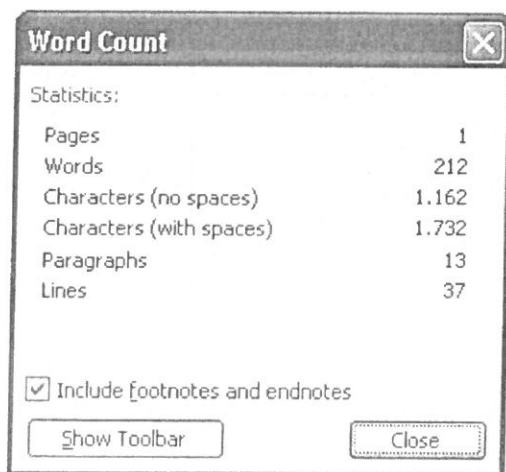 Word Count
Statistics:
Pages 1
Words 212
Characters (no spaces) 1.162
Characters (with spaces) 1.732
Paragraphs 13
Lines 37
Include footnotes and endnotes
Show Toolbar Close